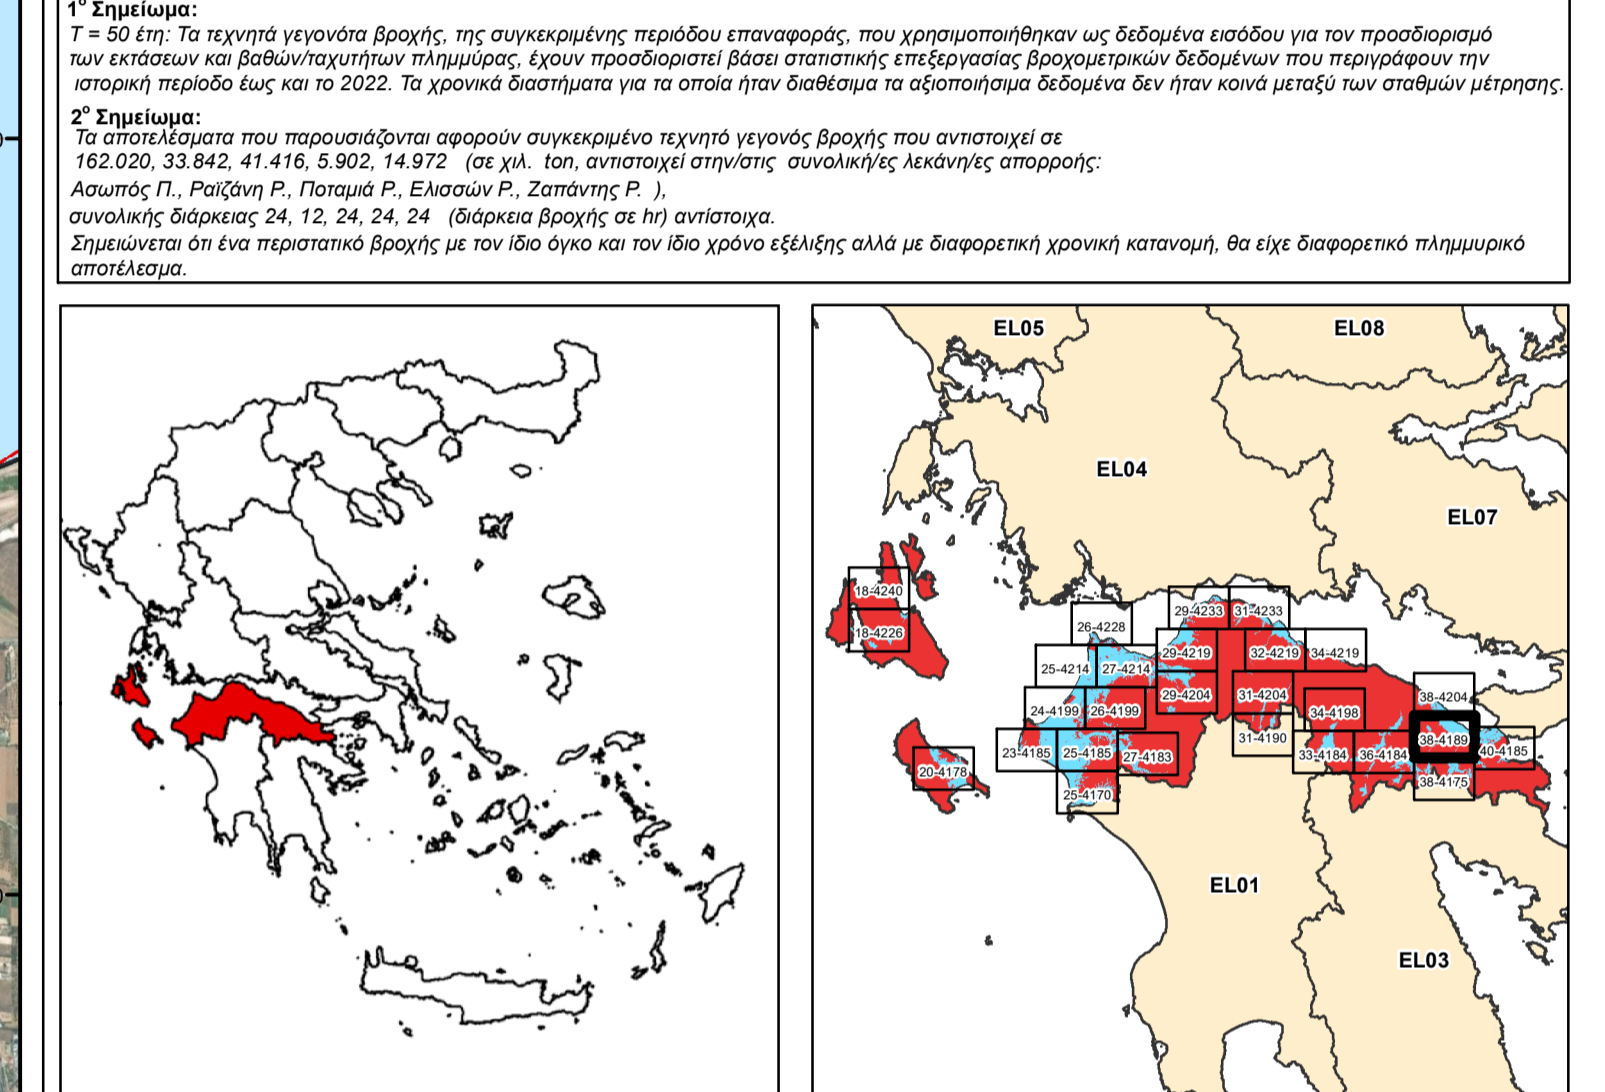 1ο Σημείωμα:
T = 50 έτη: Τα τεχνητά γεγονότα βροχής, της συγκεκριμένης περιόδου επαναφοράς, που χρησιμοποιήθηκαν ως δεδομένα εισόδου για τον προσδιορισμό
των εκτάσεων και βαθών/ταχυτήτων πλημμύρας, έχουν προσδιοριστεί βάσει στατιστικής επεξεργασίας βροχομετρικών δεδομένων που περιγράφουν την
ιστορική περίοδο έως και το 2022. Τα χρονικά διαστήματα για τα οποία ήταν διαθέσιμα τα αξιοποιήσιμα δεδομένα δεν ήταν κοινά μεταξύ των σταθμών μέτρησης.
2ο Σημείωμα:
Τα αποτελέσματα που παρουσιάζονται αφορούν συγκεκριμένο τεχνητό γεγονός βροχής που αντιστοιχεί σε
162.020, 33.842, 41.416, 5.902, 14.972 (σε χιλ. ton, αντιστοιχεί στην/στις συνολική/ες λεκάνη/ες απορροής:
Ασωπός Π., Ραϊζάνη Ρ., Ποταμιά Ρ., Ελισσών Ρ., Ζαπάντης Ρ. ),
συνολικής διάρκειας 24, 12, 24, 24, 24 (διάρκεια βροχής σε hr) αντίστοιχα.
Σημειώνεται ότι ένα περιστατικό βροχής με τον ίδιο όγκο και τον ίδιο χρόνο εξέλιξης αλλά με διαφορετική χρονική κατανομή, θα είχε διαφορετικό πλημμυρικό
αποτέλεσμα.
EL05
EL08
EL04
EL07
18-4240
18-4226
29-4233
31-4233
26-4228
29-4219
32-4219
34-4219
25-4214
27-4214
29-4204
31-4204
38-4204
24-4199
26-4199
34-4198
31-4190
38-4189
23-4185
25-4185
27-4183
33-4184
36-4184
40-4185
20-4178
38-4175
25-4170
EL01
EL03